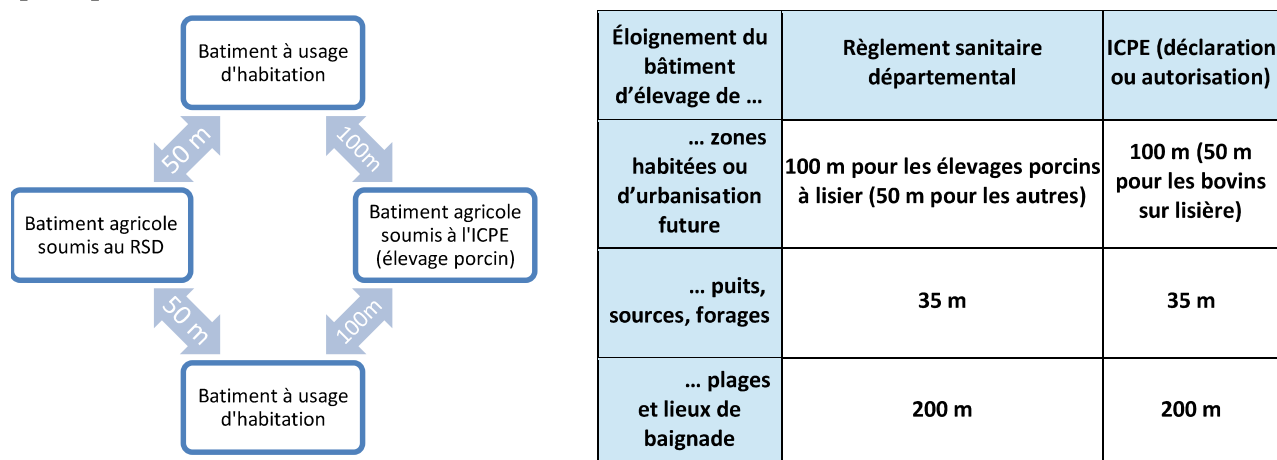 Batiment à usage
d'habitation
50 m
100m
Batiment agricole
soumis au RSD
Batiment agricole
soumis à l'ICPE
(élevage porcin)
50 m
100m
Batiment à usage
d'habitation
Éloignement du
bâtiment
d’élevage de …
Règlement sanitaire
départemental
ICPE (déclaration
ou autorisation)
… zones
habitées ou
d’urbanisation
future
100 m pour les élevages porcins
à lisier (50 m pour les autres)
100 m (50 m
pour les bovins
sur lisière)
… puits,
sources, forages
35 m
35 m
… plages
et lieux de
baignade
200 m
200 m